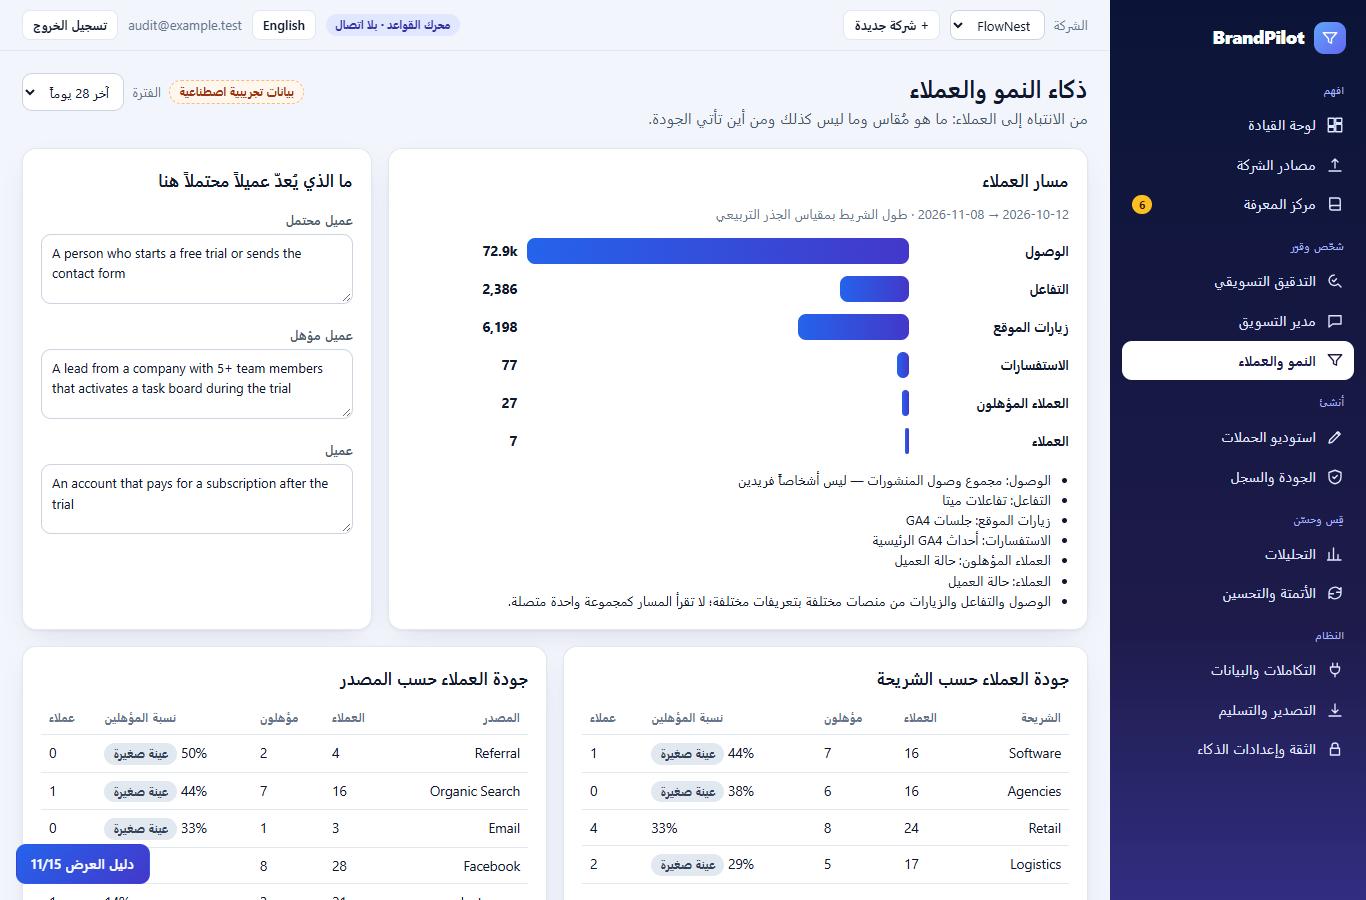 BrandPilot
افهم
لوحة القيادة
مصادر الشركة
مركز المعرفة
6
شخّص وقرّر
التدقيق التسويقي
مدير التسويق
النمو والعملاء
أنشئ
استوديو الحملات
الجودة والسجل
قِس وحسّن
التحليلات
الأتمتة والتحسين
النظام
التكاملات والبيانات
التصدير والتسليم
الثقة وإعدادات الذكاء
الشركة
FlowNest
+ شركة جديدة
محرك القواعد · بلا اتصال
English
audit@example.test
تسجيل الخروج
ذكاء النمو والعملاء
من الانتباه إلى العملاء: ما هو مُقاس وما ليس كذلك ومن أين تأتي الجودة.
بيانات تجريبية اصطناعية
الفترة
آخر 28 يوماً
مسار العملاء
2026-10-12 → 2026-11-08 · طول الشريط بمقياس الجذر التربيعي
الوصول 72.9k
التفاعل 2,386
زيارات الموقع 6,198
الاستفسارات 77
العملاء المؤهلون 27
العملاء 7
الوصول: مجموع وصول المنشورات — ليس أشخاصاً فريدين
التفاعل: تفاعلات ميتا
زيارات الموقع: جلسات GA4
الاستفسارات: أحداث GA4 الرئيسية
العملاء المؤهلون: حالة العميل
العملاء: حالة العميل
الوصول والتفاعل والزيارات من منصات مختلفة بتعريفات مختلفة؛ لا تقرأ المسار كمجموعة واحدة متصلة.
ما الذي يُعدّ عميلاً محتملاً هنا
عميل محتمل
A person who starts a free trial or sends the
contact form
عميل مؤهل
A lead from a company with 5+ team members
that activates a task board during the trial
عميل
An account that pays for a subscription after the
trial
جودة العملاء حسب الشريحة
الشريحة العملاء مؤهلون نسبة المؤهلين عملاء
Software 16 7 44% عينة صغيرة 1
Agencies 16 6 38% عينة صغيرة 0
Retail 24 8 33% 4
Logistics 17 5 29% عينة صغيرة 2
جودة العملاء حسب المصدر
المصدر العملاء مؤهلون نسبة المؤهلين عملاء
Referral 4 2 50% عينة صغيرة 0
Organic Search 16 7 44% عينة صغيرة 1
Email 3 1 33% عينة صغيرة 0
Facebook 28 8
دليل العرض 11/15